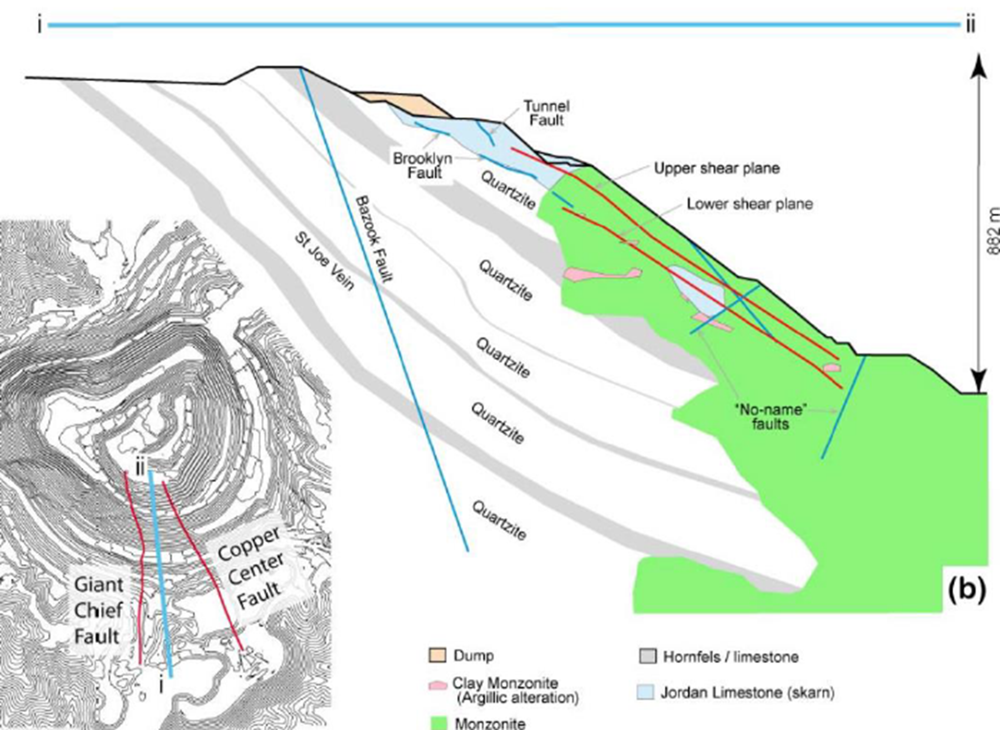 i
ii
Tunnel
Fault
Brooklyn
Fault
Quartzite
Upper shear plane
Lower shear plane
882 m
Bazook Fault
St Joe Vein
Quartzite
Quartzite
Quartzite
Quartzite
"No-name"
faults
ii
Copper
Center
Fault
Giant
Chief
Fault
i
(b)
Dump
Hornfels / limestone
Clay Monzonite
(Argillic alteration)
Jordan Limestone (skarn)
Monzonite